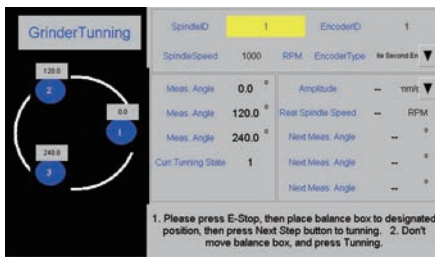 GrinderTunning
SpindleID 1 EncoderID 1
SpindleSpeed 1000 RPM EncoderType Second En
120.0
2
0.0
1
240.0
3
Meas. Angle 0.0 ° Amplitude -- mm/s
Meas. Angle 120.0 ° Real Spindle Speed -- RPM
Meas. Angle 240.0 ° Next Meas. Angle -- °
Curr.Tunning State 1 Next Meas. Angle -- °
Next Meas. Angle -- °
1. Please press E-Stop, then place balance box to designated
position, then press Next Step button to tunning. 2. Don't
move balance box, and press Tunning.